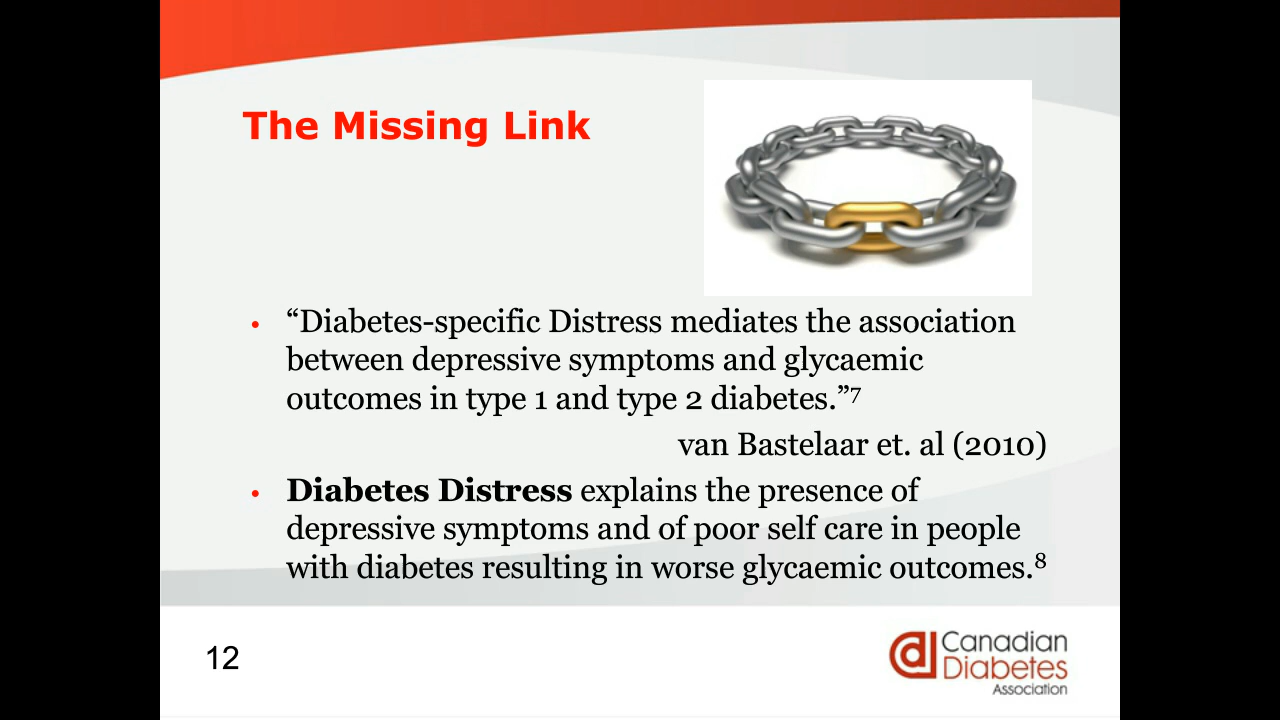 The Missing Link
• “Diabetes-specific Distress mediates the association
between depressive symptoms and glycaemic
outcomes in type 1 and type 2 diabetes.”7
van Bastelaar et. al (2010)
• Diabetes Distress explains the presence of
depressive symptoms and of poor self care in people
with diabetes resulting in worse glycaemic outcomes.8
12
Canadian
Diabetes
Association